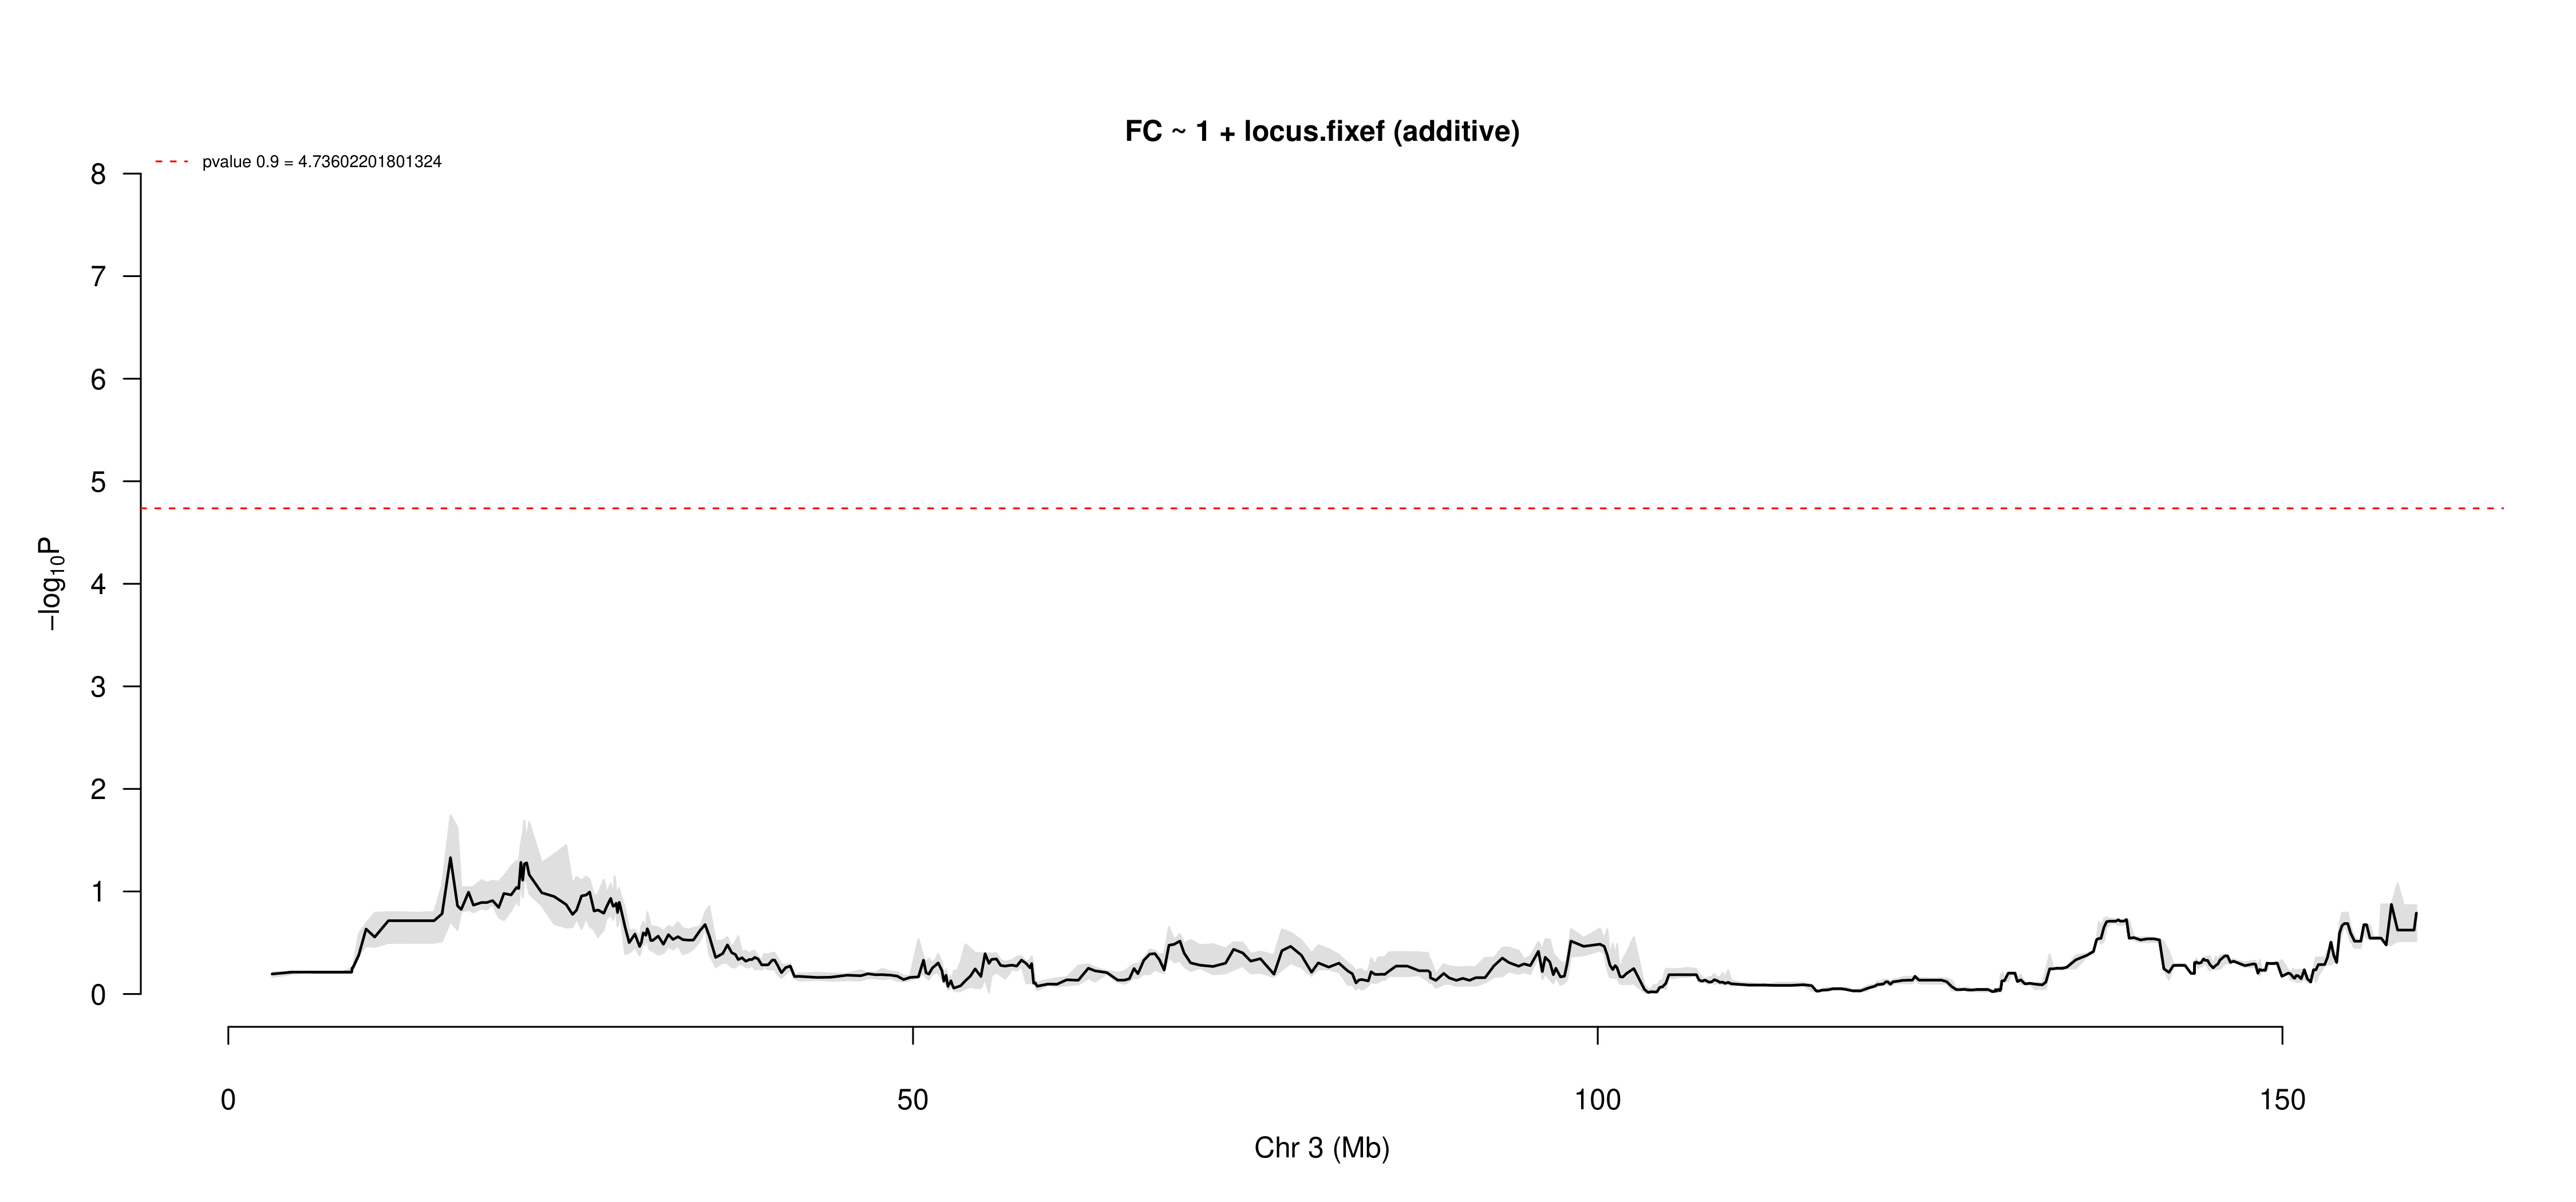 FC ~ 1 + locus.fixef (additive)
pvalue 0.9 = 4.73602201801324
8
7
6
5
4
3
2
1
0
−log₁₀P
0 50 100 150
Chr 3 (Mb)